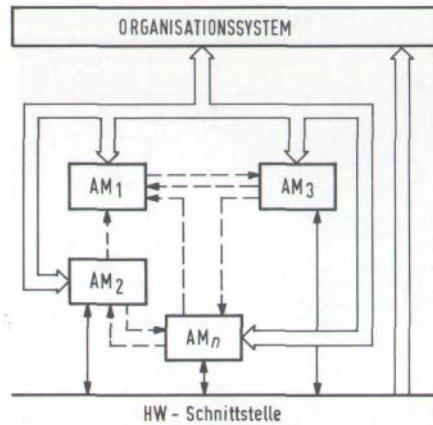 ORGANISATIONSSYSTEM
AM1
AM3
AM2
AMn
HW - Schnittstelle